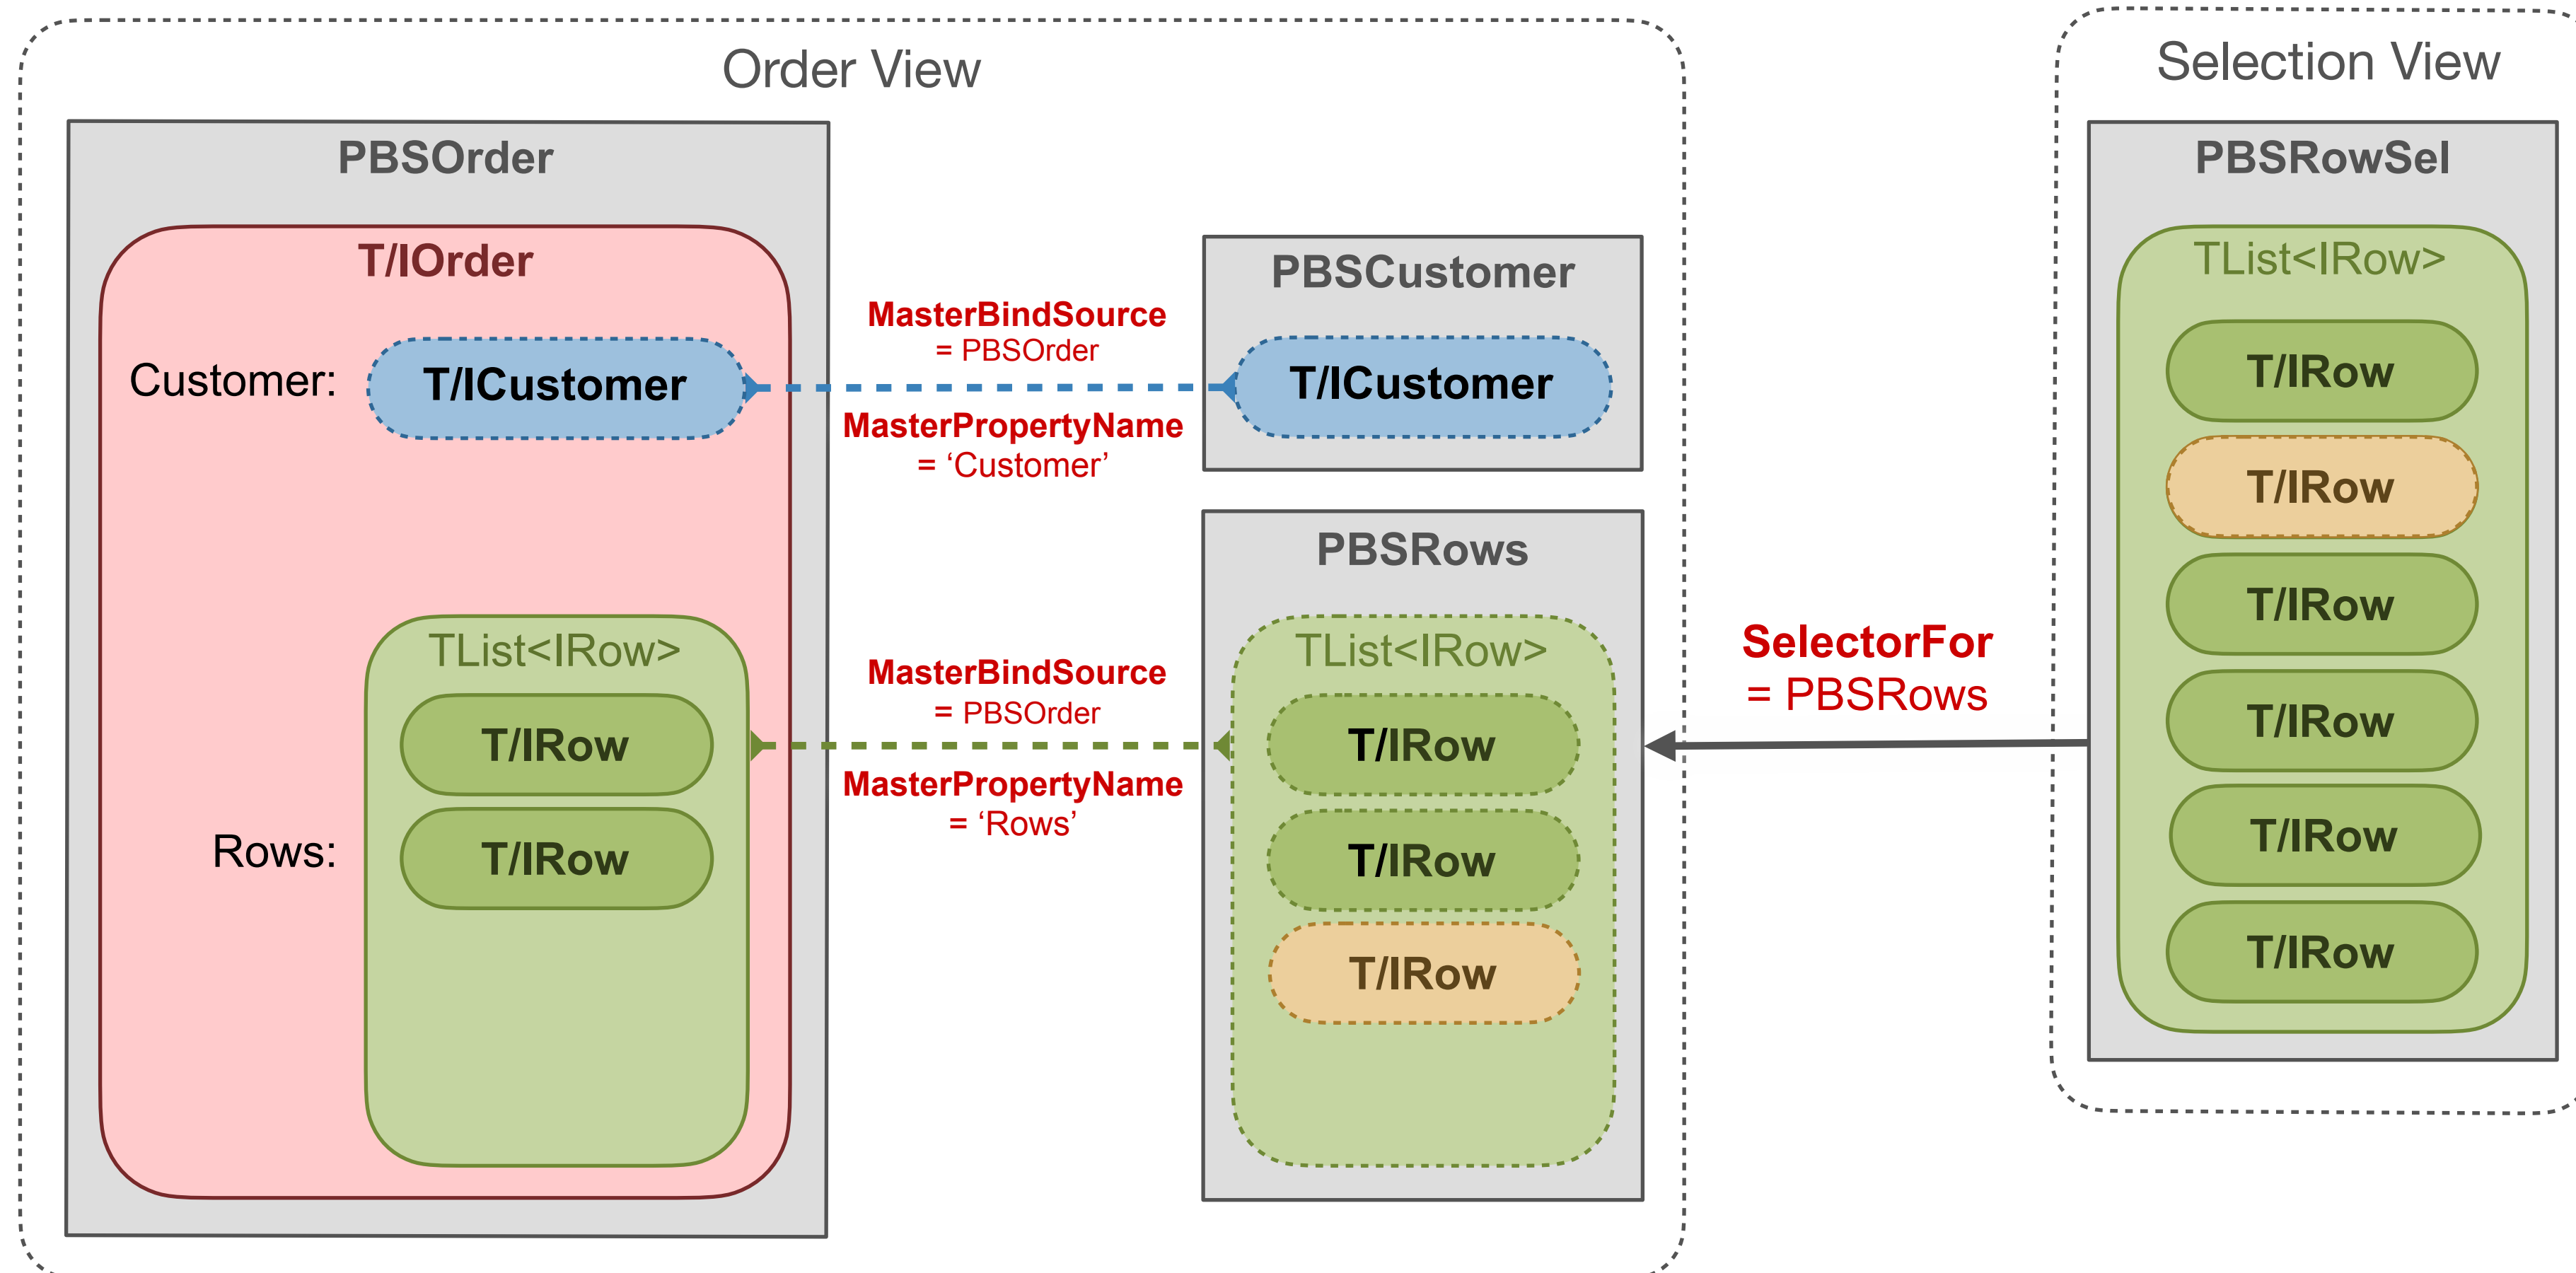 Order View
PBSOrder
T/IOrder
Customer:
T/ICustomer
Rows:
TList<IRow>
T/IRow
T/IRow
MasterBindSource
= PBSOrder
MasterPropertyName
= ‘Customer’
MasterBindSource
= PBSOrder
MasterPropertyName
= ‘Rows’
PBSCustomer
T/ICustomer
PBSRows
TList<IRow>
T/IRow
T/IRow
T/IRow
SelectorFor
= PBSRows
Selection View
PBSRowSel
TList<IRow>
T/IRow
T/IRow
T/IRow
T/IRow
T/IRow
T/IRow